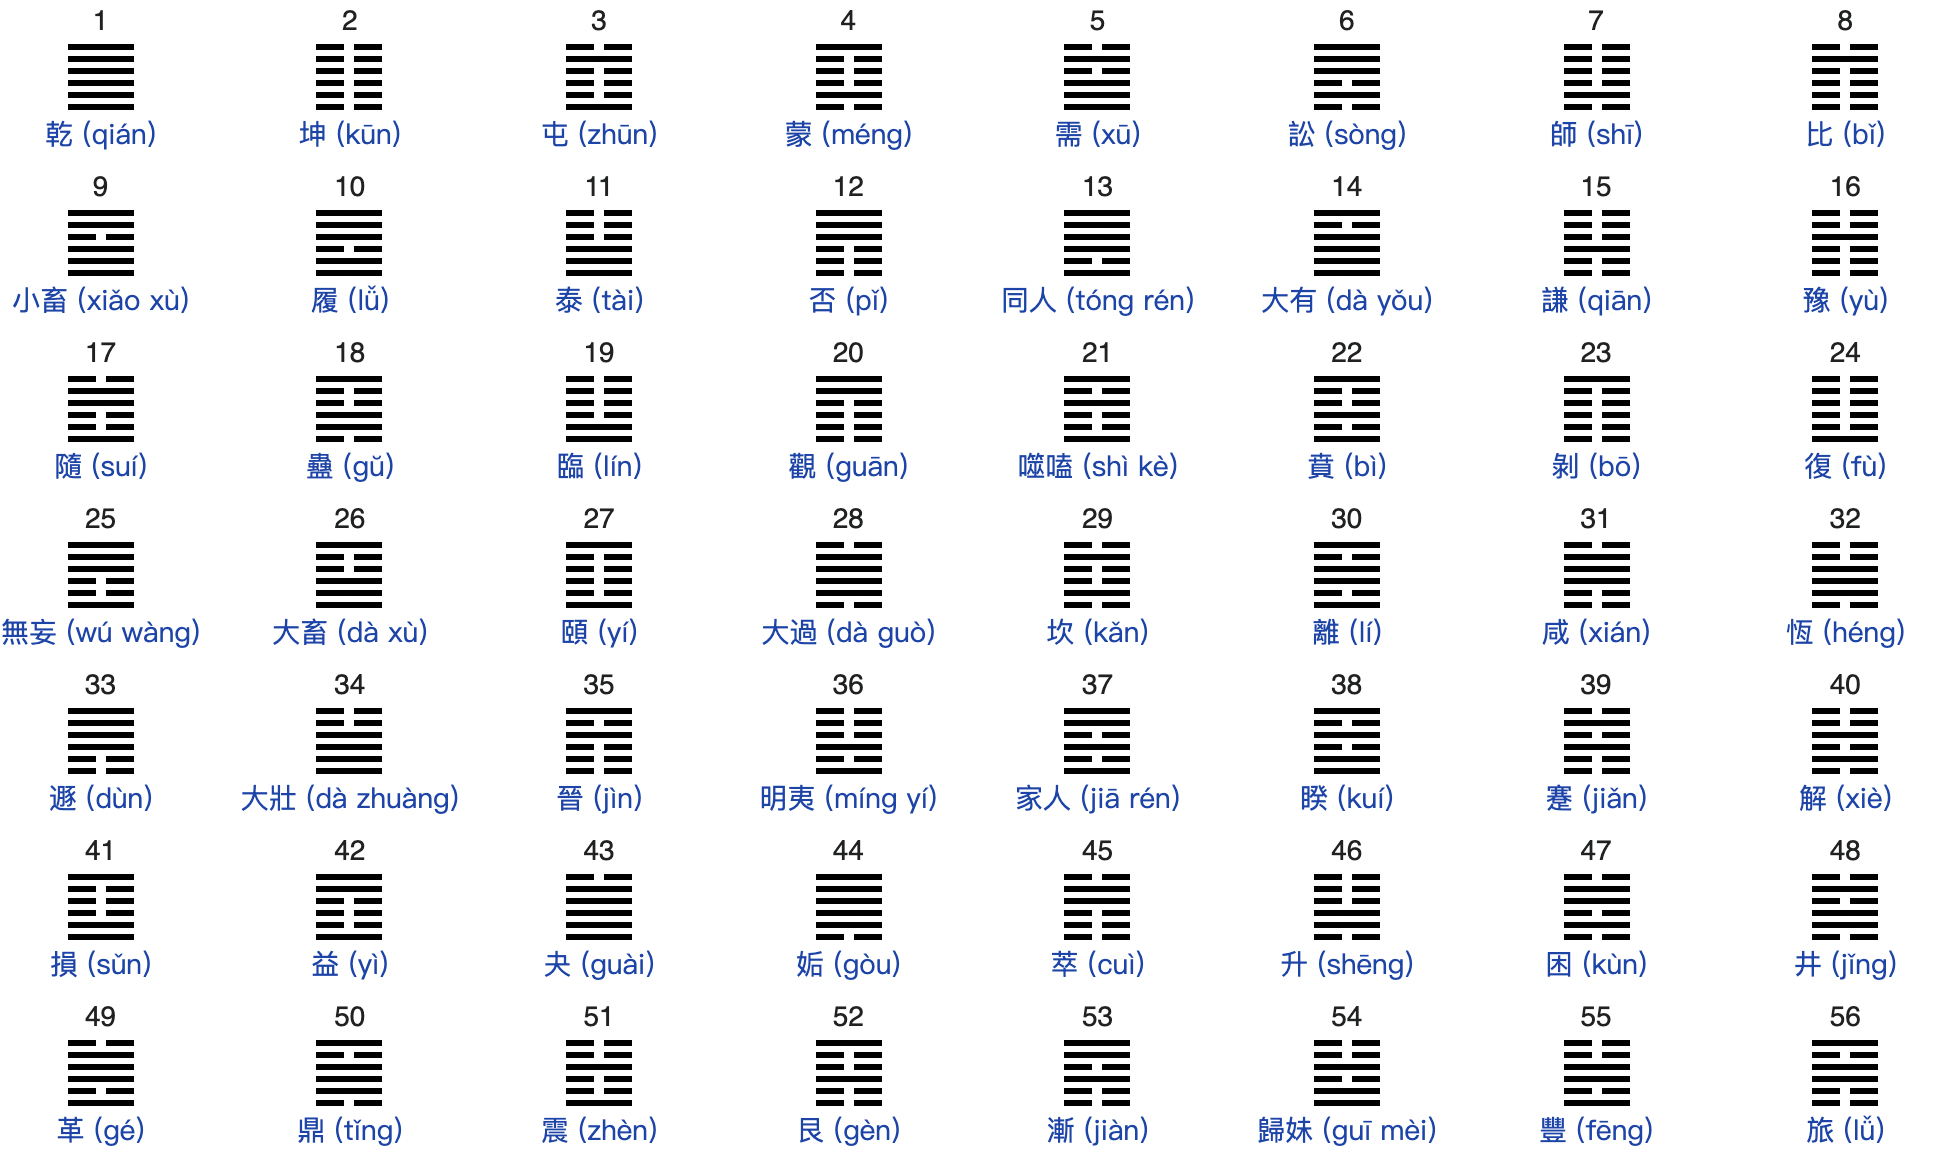 1 2 3 4 5 6 7 8
乾 (qián) 坤 (kūn) 屯 (zhūn) 蒙 (méng) 需 (xū) 訟 (sòng) 師 (shī) 比 (bǐ)
9 10 11 12 13 14 15 16
小畜 (xiǎo xù) 履 (lǚ) 泰 (tài) 否 (pǐ) 同人 (tóng rén) 大有 (dà yǒu) 謙 (qiān) 豫 (yù)
17 18 19 20 21 22 23 24
隨 (suí) 蠱 (gŭ) 臨 (lín) 觀 (guān) 噬嗑 (shì kè) 賁 (bì) 剝 (bō) 復 (fù)
25 26 27 28 29 30 31 32
無妄 (wú wàng) 大畜 (dà xù) 頤 (yí) 大過 (dà guò) 坎 (kǎn) 離 (lí) 咸 (xián) 恆 (héng)
33 34 35 36 37 38 39 40
遯 (dùn) 大壯 (dà zhuàng) 晉 (jìn) 明夷 (míng yí) 家人 (jiā rén) 睽 (kuí) 蹇 (jiǎn) 解 (xiè)
41 42 43 44 45 46 47 48
損 (sǔn) 益 (yì) 夬 (guài) 姤 (gòu) 萃 (cuì) 升 (shēng) 困 (kùn) 井 (jǐng)
49 50 51 52 53 54 55 56
革 (gé) 鼎 (tǐng) 震 (zhèn) 艮 (gèn) 漸 (jiàn) 歸妹 (guī mèi) 豐 (fēng) 旅 (lǚ)